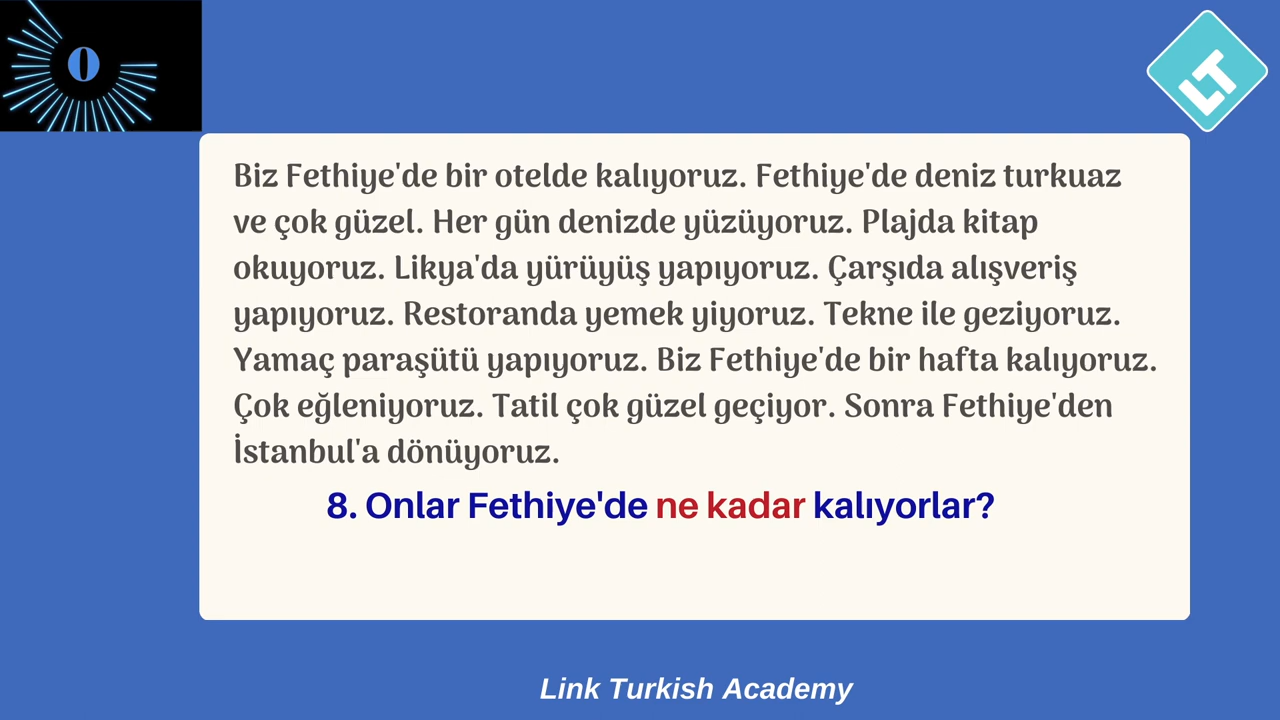 0
LT
Biz Fethiye'de bir otelde kalıyoruz. Fethiye'de deniz turkuaz
ve çok güzel. Her gün denizde yüzüyoruz. Plajda kitap
okuyoruz. Likya'da yürüyüş yapıyoruz. Çarşıda alışveriş
yapıyoruz. Restoranda yemek yiyoruz. Tekne ile geziyoruz.
Yamaç paraşütü yapıyoruz. Biz Fethiye'de bir hafta kalıyoruz.
Çok eğleniyoruz. Tatil çok güzel geçiyor. Sonra Fethiye'den
İstanbul'a dönüyoruz.
8. Onlar Fethiye'de ne kadar kalıyorlar?
Link Turkish Academy